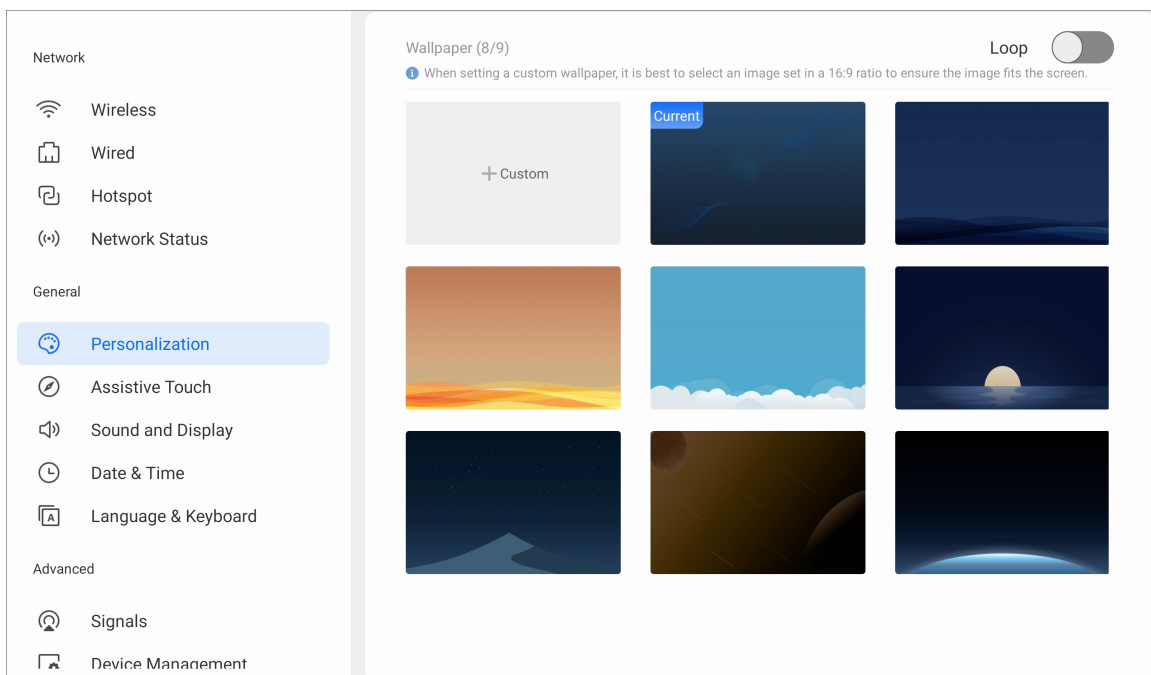 Network
Wireless
Wired
Hotspot
Network Status
General
Personalization
Assistive Touch
Sound and Display
Date & Time
Language & Keyboard
Advanced
Signals
Device Management
Wallpaper (8/9)
Loop
When setting a custom wallpaper, it is best to select an image set in a 16:9 ratio to ensure the image fits the screen.
Custom
Current